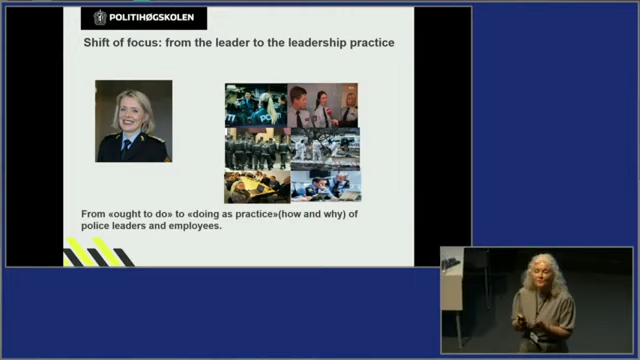 POLITIHØGSKOLEN
Shift of focus: from the leader to the leadership practice
From «ought to do» to «doing as practice»(how and why) of
police leaders and employees.